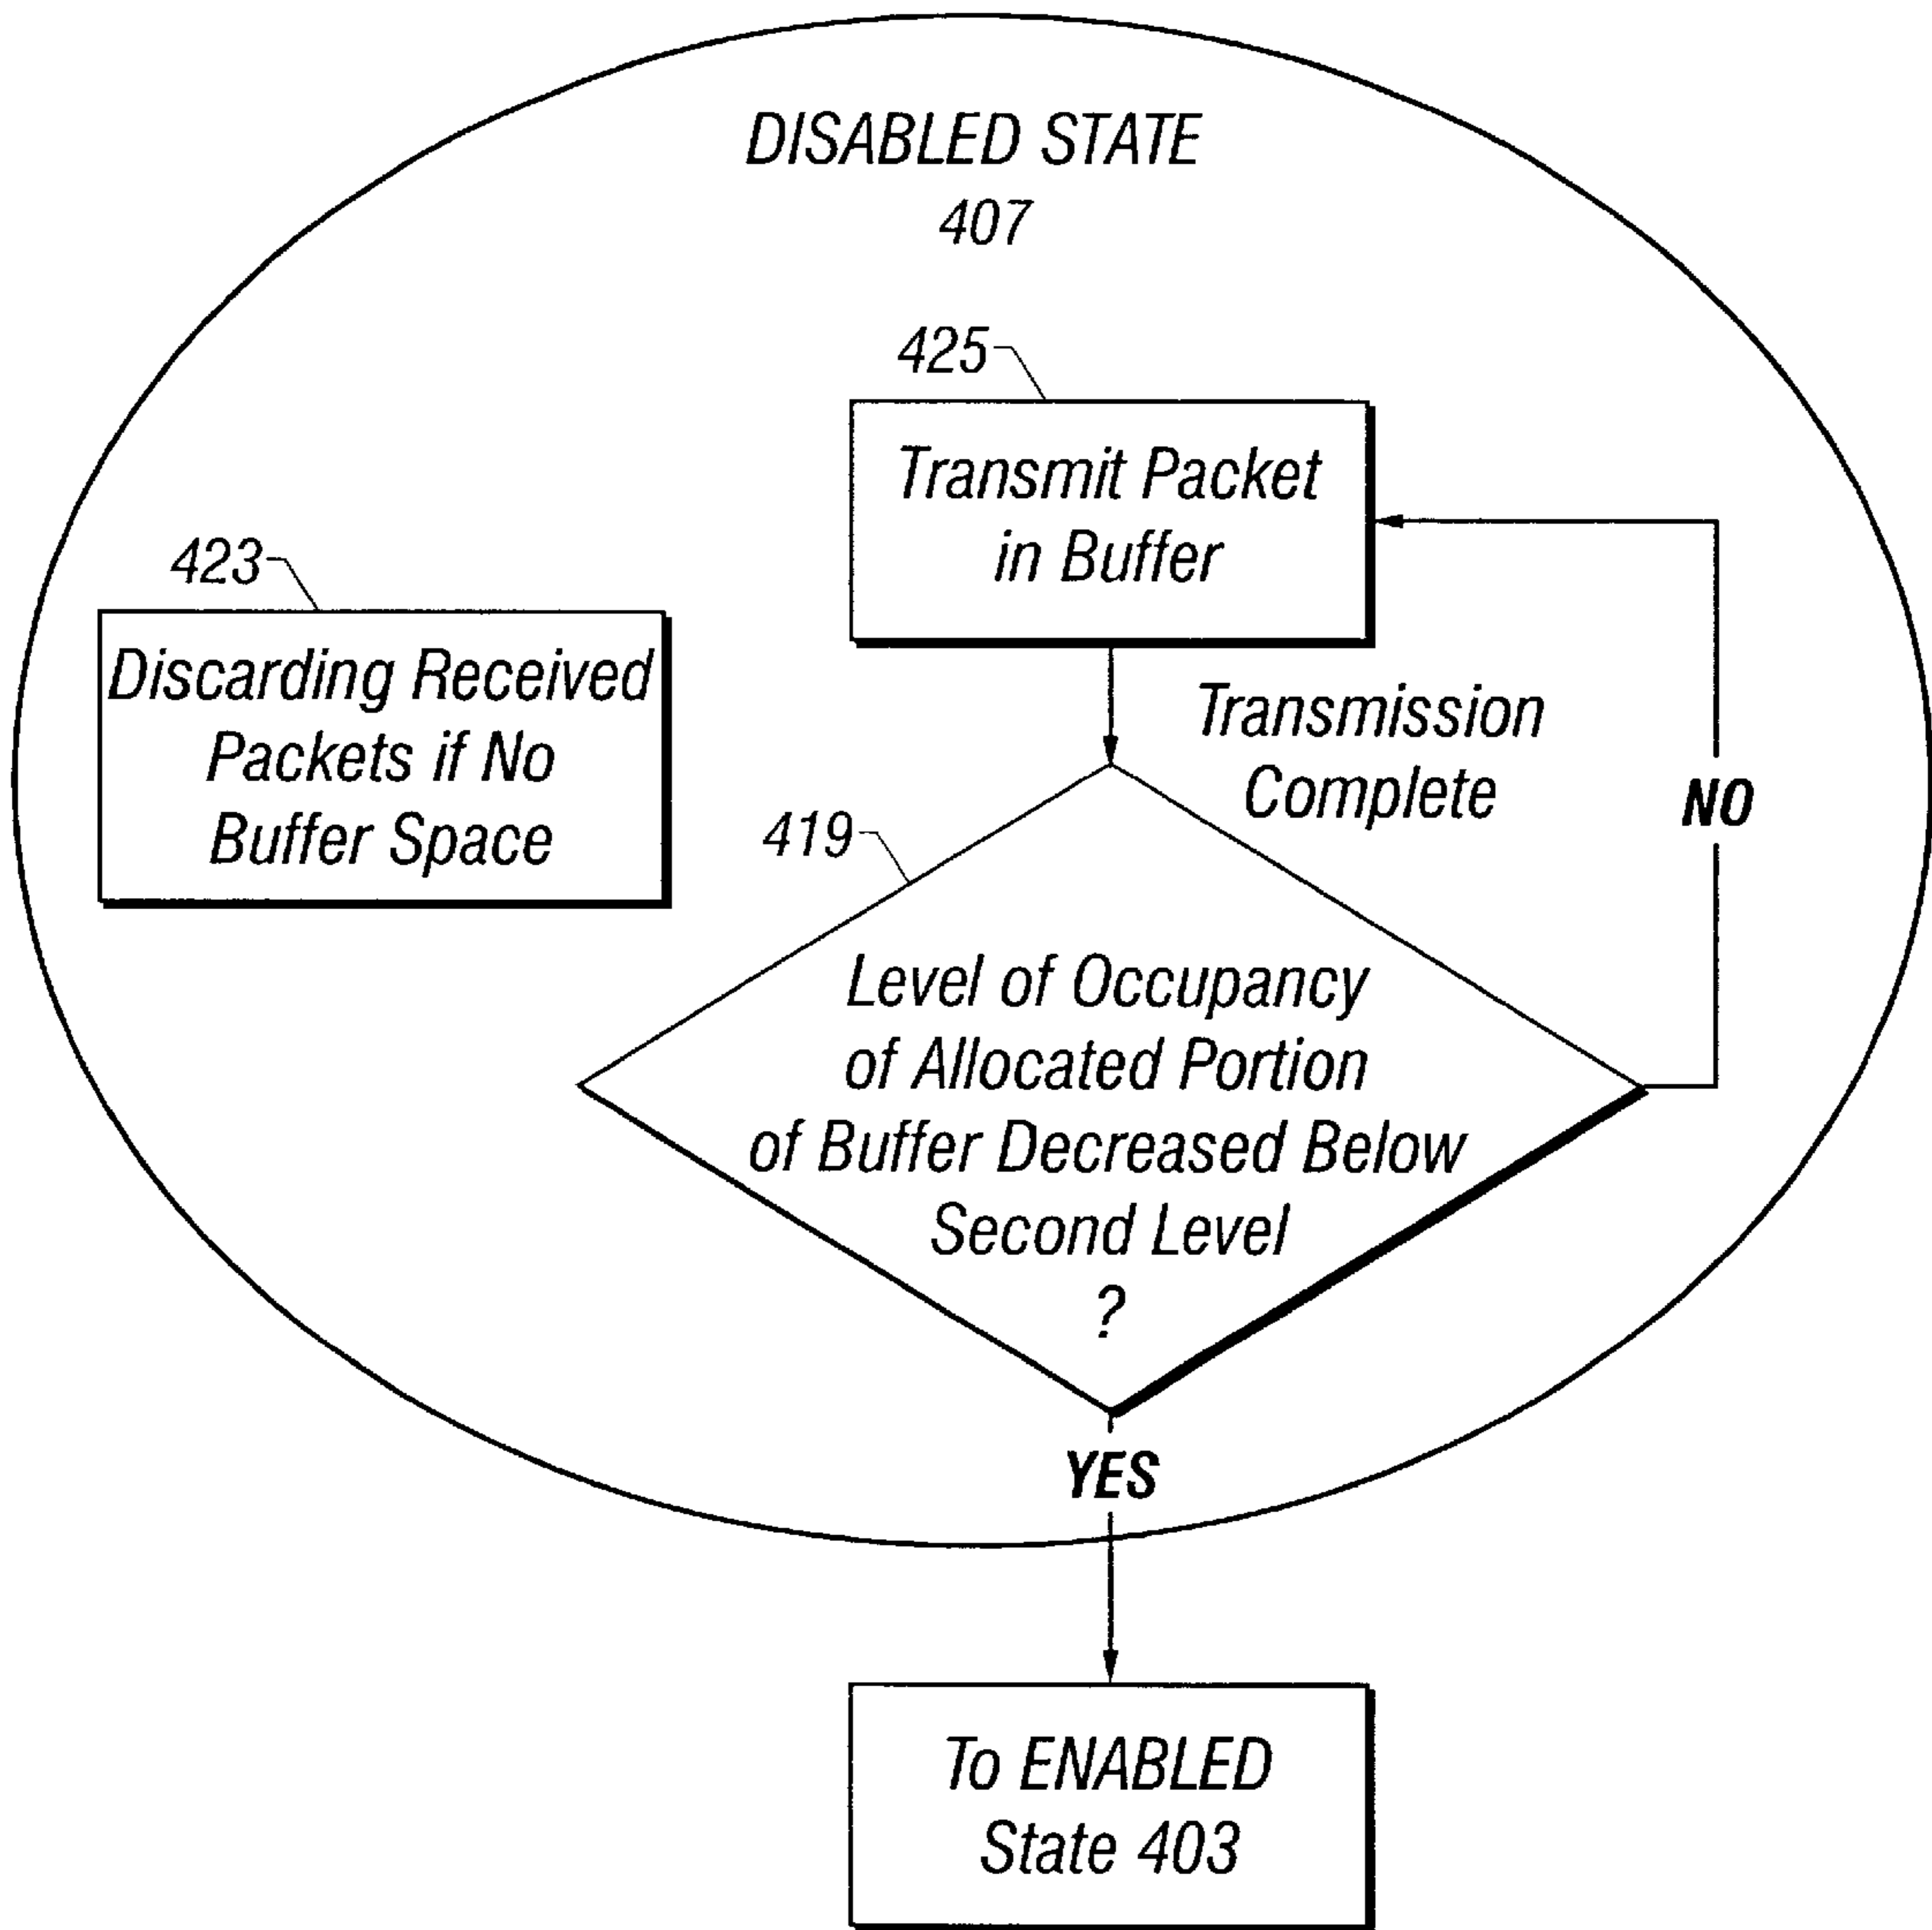 DISABLED STATE
407
425
Transmit Packet
in Buffer
423
Discarding Received
Packets if No
Buffer Space
Transmission
Complete
NO
419
Level of Occupancy
of Allocated Portion
of Buffer Decreased Below
Second Level
?
YES
To ENABLED
State 403